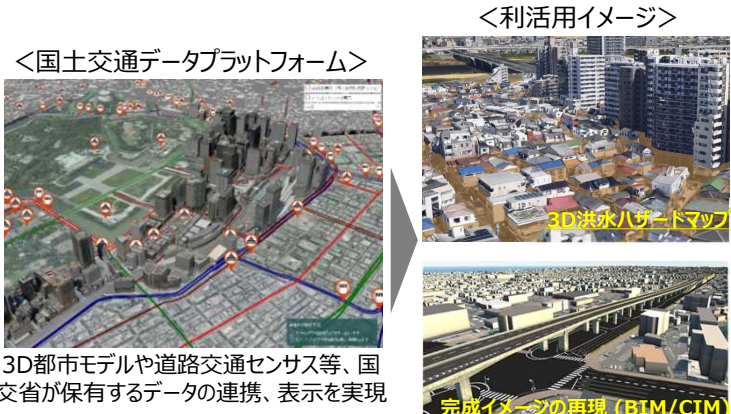 ＜利活用イメージ＞
＜国土交通データプラットフォーム＞
3D洪水ハザードマップ
3D都市モデルや道路交通センサス等、国
交省が保有するデータの連携、表示を実現
完成イメージの再現（BIM/CIM）